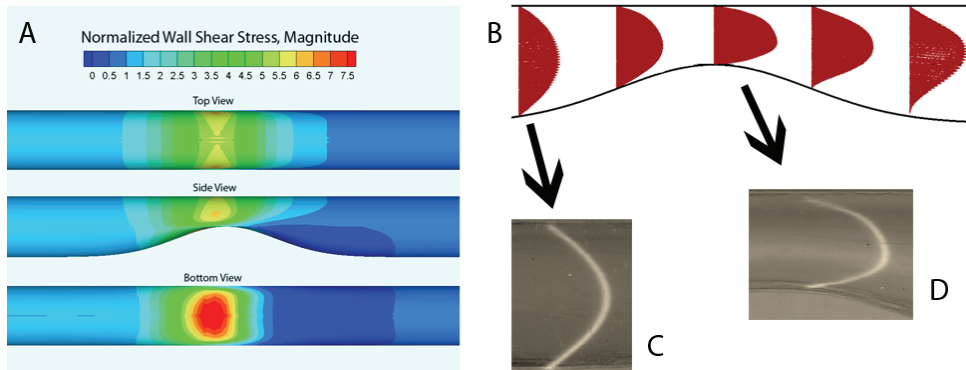 A
Normalized Wall Shear Stress, Magnitude
0 0.5 1 1.5 2 2.5 3 3.5 4 4.5 5 5.5 6 6.5 7 7.5
Top View
Side View
Bottom View
B
C
D